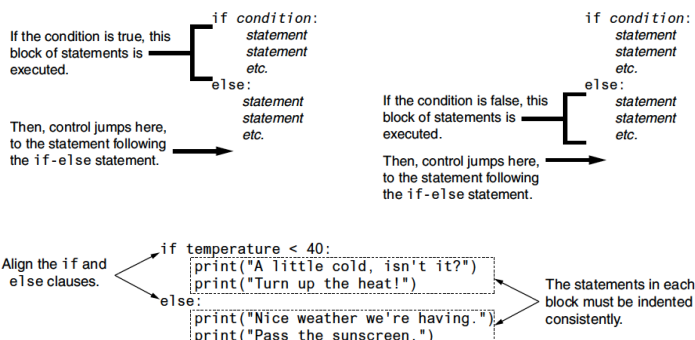 if condition:
statement
statement
etc.
else:
statement
statement
etc.
If the condition is true, this
block of statements is
executed.
Then, control jumps here,
to the statement following
the if-else statement.
if condition:
statement
statement
etc.
else:
statement
statement
etc.
If the condition is false, this
block of statements is
executed.
Then, control jumps here,
to the statement following
the if-else statement.
Align the if and
else clauses.
if temperature < 40:
print("A little cold, isn't it?")
print("Turn up the heat!")
else:
print("Nice weather we're having.")
print("Pass the sunscreen.")
The statements in each
block must be indented
consistently.